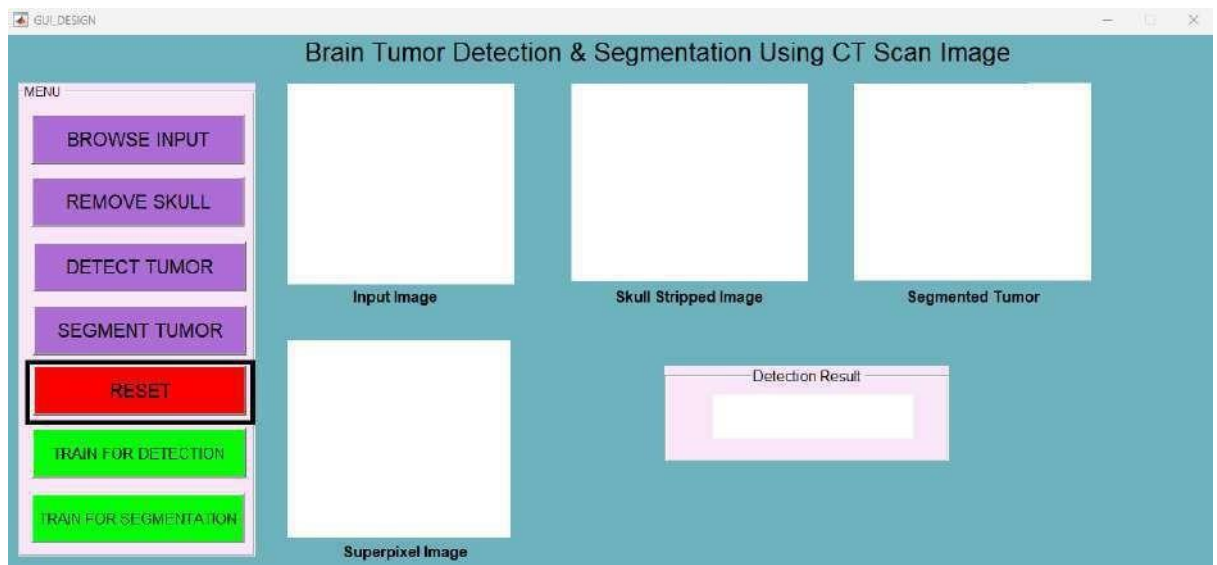 GUI_DESIGN
Brain Tumor Detection & Segmentation Using CT Scan Image
MENU
BROWSE INPUT
REMOVE SKULL
DETECT TUMOR
SEGMENT TUMOR
RESET
TRAIN FOR DETECTION
TRAIN FOR SEGMENTATION
Input Image
Skull Stripped Image
Segmented Tumor
Detection Result
Superpixel Image